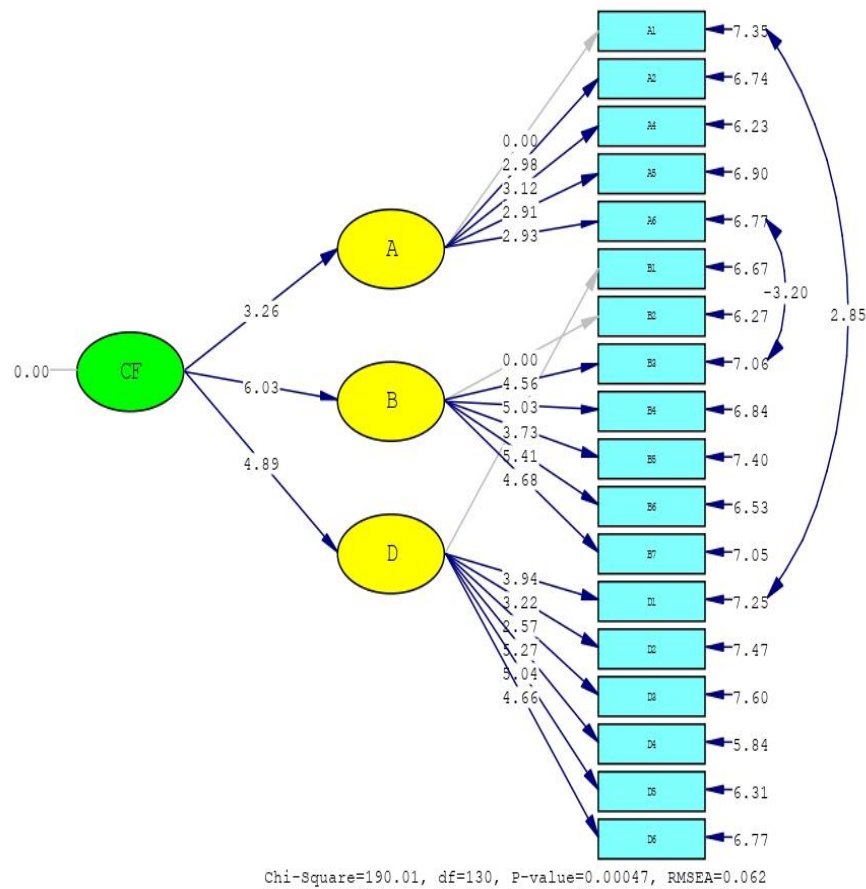 A1 7.35
A2 6.74
A4 6.23
0.00
2.98
3.12
A5 6.90
2.91
A6 6.77
2.93
A
B1 6.67
-3.20
3.26
B2 6.27
2.85
0.00 CF
0.00
B3 7.06
4.56
6.03
B
5.03
B4 6.84
3.73
B5 7.40
5.41
4.89
4.68
B6 6.53
D
B7 7.05
3.94
D1 7.25
3.22
2.57
D2 7.47
5.27
5.04
D3 7.60
4.66
D4 5.84
D5 6.31
D6 6.77
Chi-Square=190.01, df=130, P-value=0.00047, RMSEA=0.062